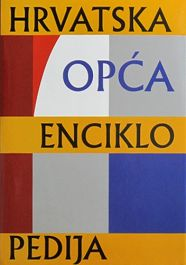 HRVATSKA
OPĆA
ENCIKLO
PEDIJA